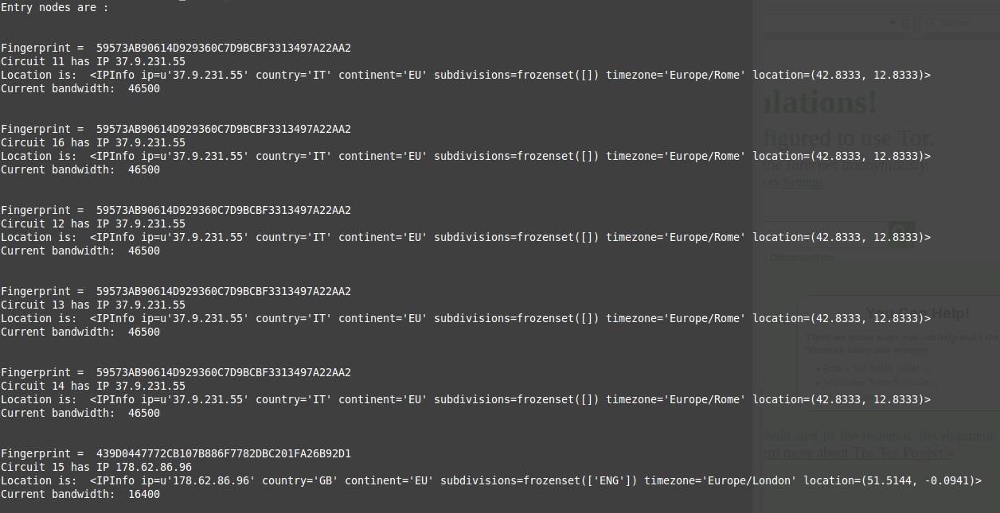 Entry nodes are :
Fingerprint =  59573AB90614D929360C7D9BCBF3313497A22AA2
Circuit 11 has IP 37.9.231.55
Location is:  <IPInfo ip=u'37.9.231.55' country='IT' continent='EU' subdivisions=frozenset([]) timezone='Europe/Rome' location=(42.8333, 12.8333)>
Current bandwidth:  46500
Fingerprint =  59573AB90614D929360C7D9BCBF3313497A22AA2
Circuit 16 has IP 37.9.231.55
Location is:  <IPInfo ip=u'37.9.231.55' country='IT' continent='EU' subdivisions=frozenset([]) timezone='Europe/Rome' location=(42.8333, 12.8333)>
Current bandwidth:  46500
Fingerprint =  59573AB90614D929360C7D9BCBF3313497A22AA2
Circuit 12 has IP 37.9.231.55
Location is:  <IPInfo ip=u'37.9.231.55' country='IT' continent='EU' subdivisions=frozenset([]) timezone='Europe/Rome' location=(42.8333, 12.8333)>
Current bandwidth:  46500
Fingerprint =  59573AB90614D929360C7D9BCBF3313497A22AA2
Circuit 13 has IP 37.9.231.55
Location is:  <IPInfo ip=u'37.9.231.55' country='IT' continent='EU' subdivisions=frozenset([]) timezone='Europe/Rome' location=(42.8333, 12.8333)>
Current bandwidth:  46500
Fingerprint =  59573AB90614D929360C7D9BCBF3313497A22AA2
Circuit 14 has IP 37.9.231.55
Location is:  <IPInfo ip=u'37.9.231.55' country='IT' continent='EU' subdivisions=frozenset([]) timezone='Europe/Rome' location=(42.8333, 12.8333)>
Current bandwidth:  46500
Fingerprint =  439D0447772CB107B886F7782DBC201FA26B92D1
Circuit 15 has IP 178.62.86.96
Location is:  <IPInfo ip=u'178.62.86.96' country='GB' continent='EU' subdivisions=frozenset(['ENG']) timezone='Europe/London' location=(51.5144, -0.0941)>
Current bandwidth:  16400
Search
ulations!
figured to use Tor.
the Internet anonymously.
ork Settings
Disconnect.me
You Can Help!
There are many ways you can help make the
Network faster and stronger:
• Run a Tor Relay Node »
• Volunteer Your Services »
dedicated to the research, development,
rn more about The Tor Project »